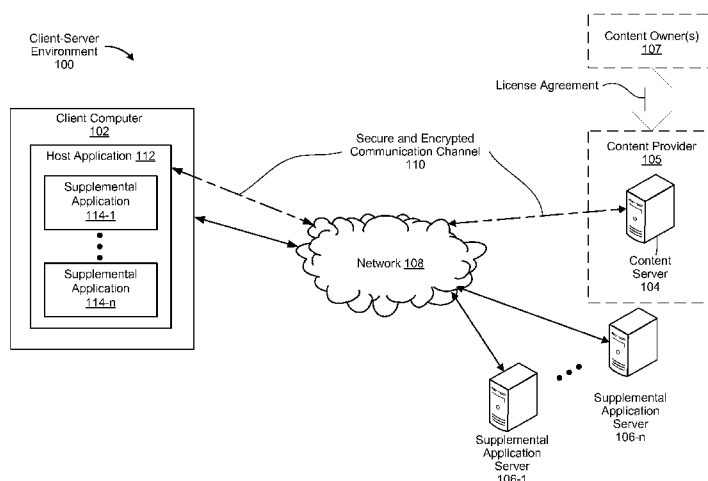 Client-Server
Environment
100
Content Owner(s)
107
License Agreement
Client Computer
102
Host Application 112
Supplemental
Application
114-1
Supplemental
Application
114-n
Secure and Encrypted
Communication Channel
110
Network 108
Content Provider
105
Content
Server
104
Supplemental
Application
Server
106-n
Supplemental
Application
Server
106-1